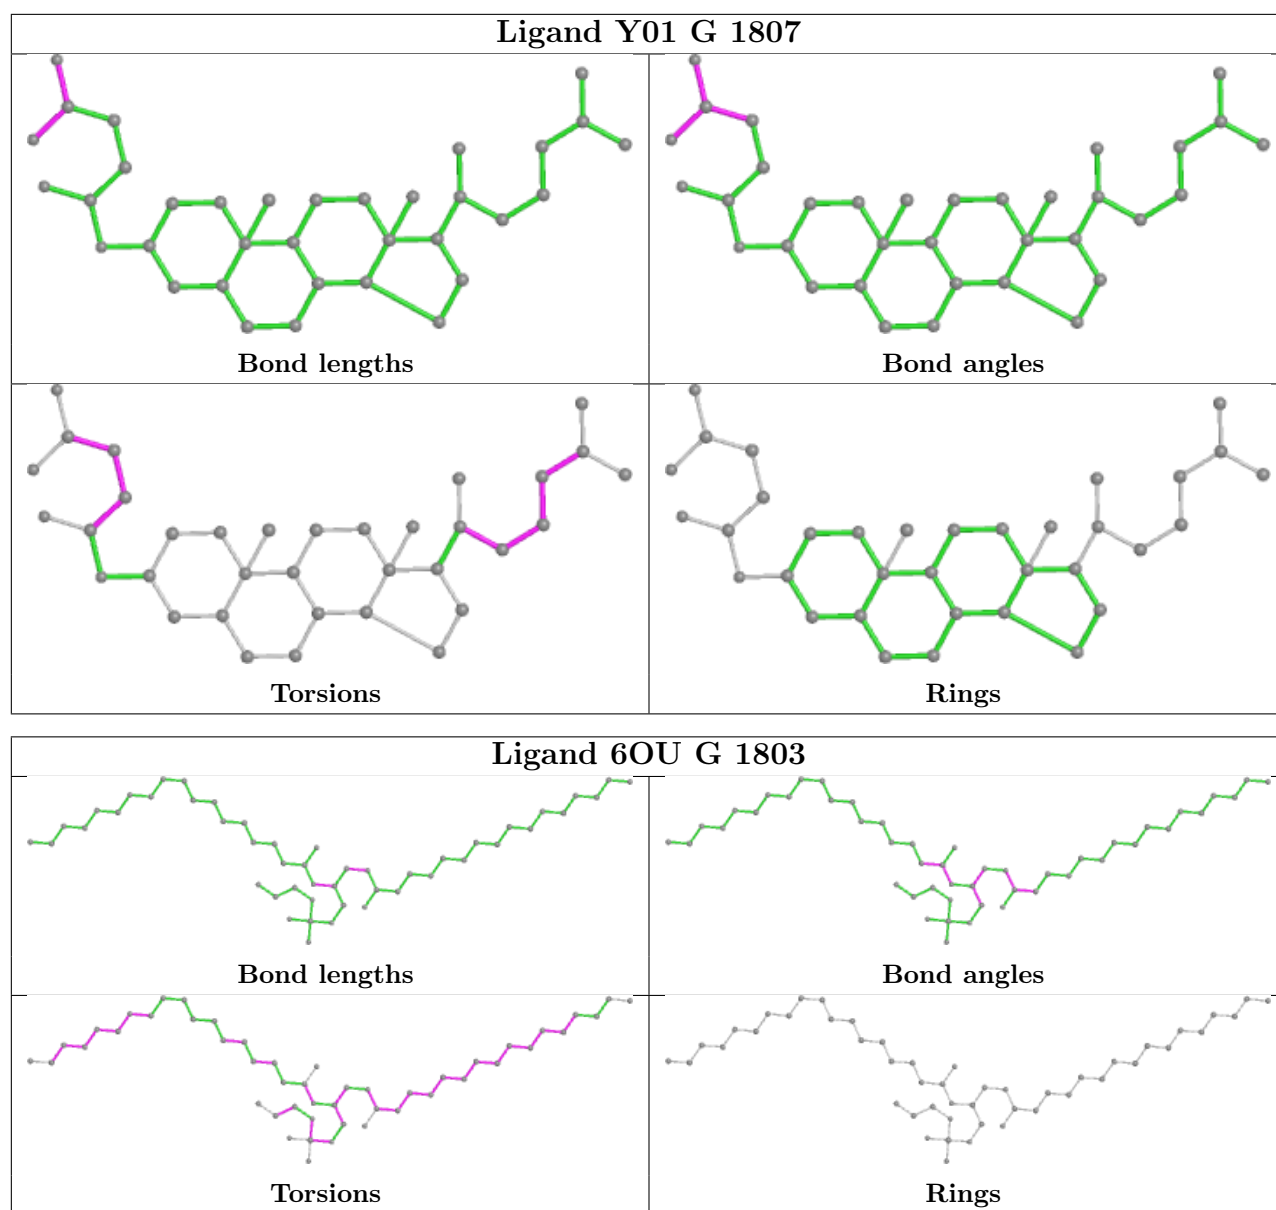 Ligand Y01 G 1807
Bond lengths
Bond angles
Torsions
Rings
Ligand 6OU G 1803
Bond lengths
Bond angles
Torsions
Rings